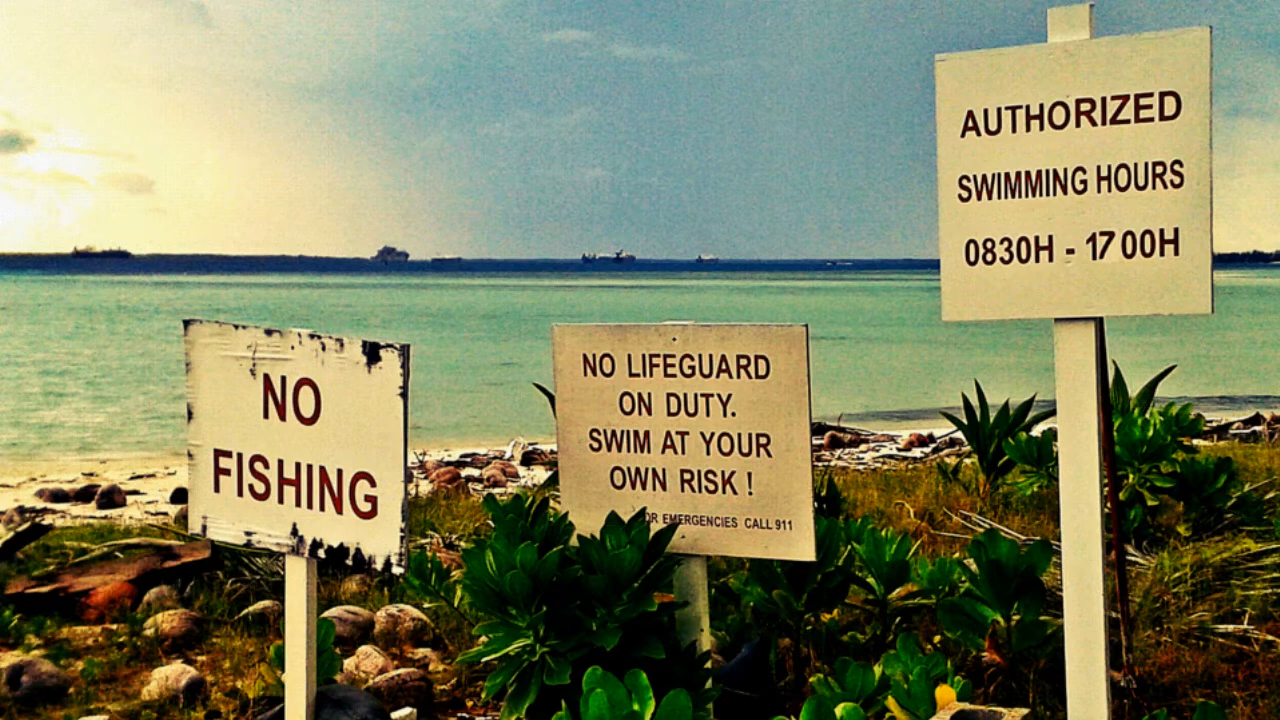 NO
FISHING
NO LIFEGUARD
ON DUTY.
SWIM AT YOUR
OWN RISK !
EMERGENCIES CALL 911
AUTHORIZED
SWIMMING HOURS
0830H - 1700H